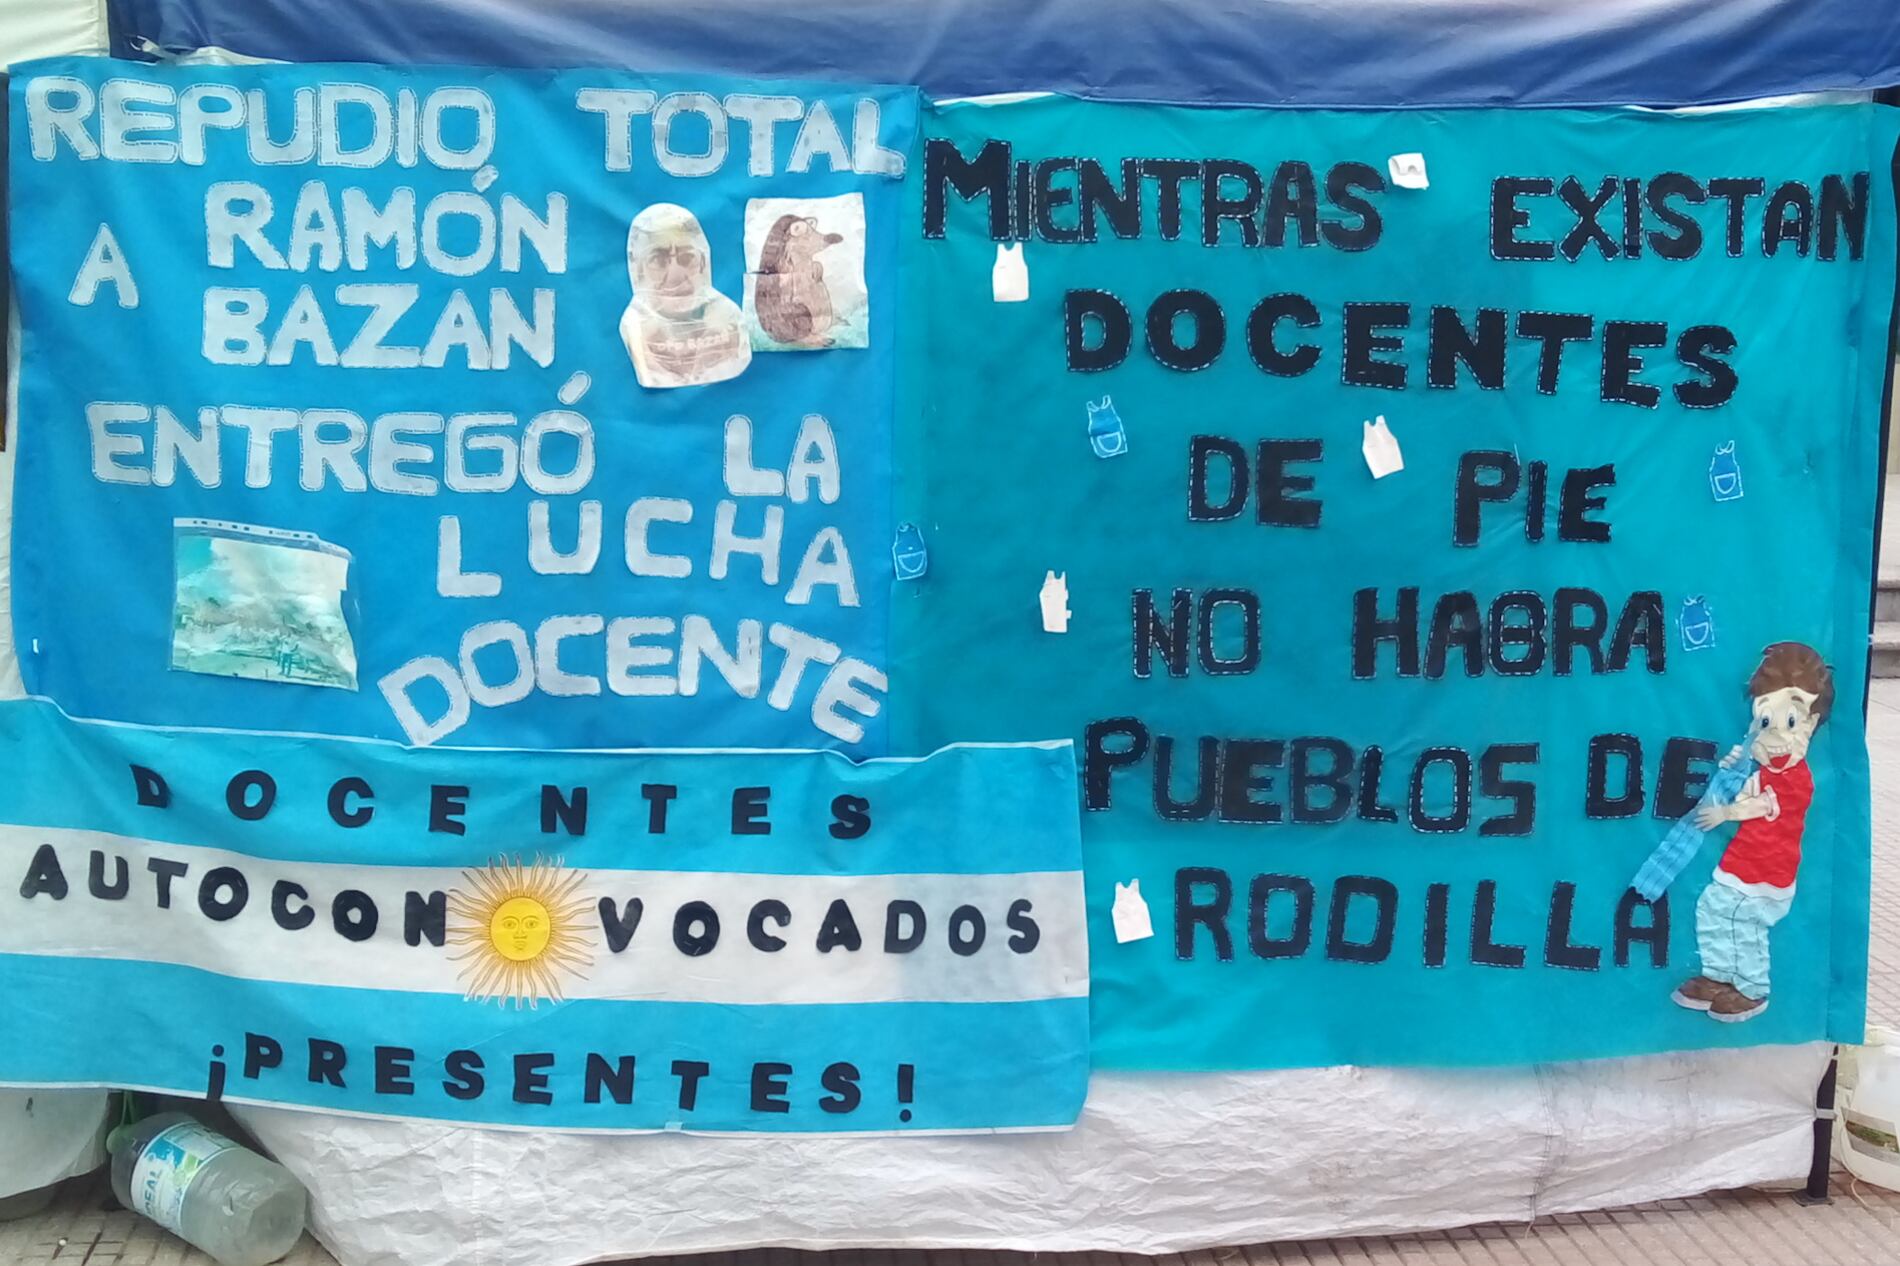 REPUDIO TOTAL
A RAMÓN
BAZAN
ENTREGÓ LA
LUCHA
DOCENTE
DOCENTES
AUTOCONVOCADOS
¡PRESENTES!
MIENTRAS EXISTAN
DOCENTES
DE PIE
NO HABRA
PUEBLOS DE
RODILLA